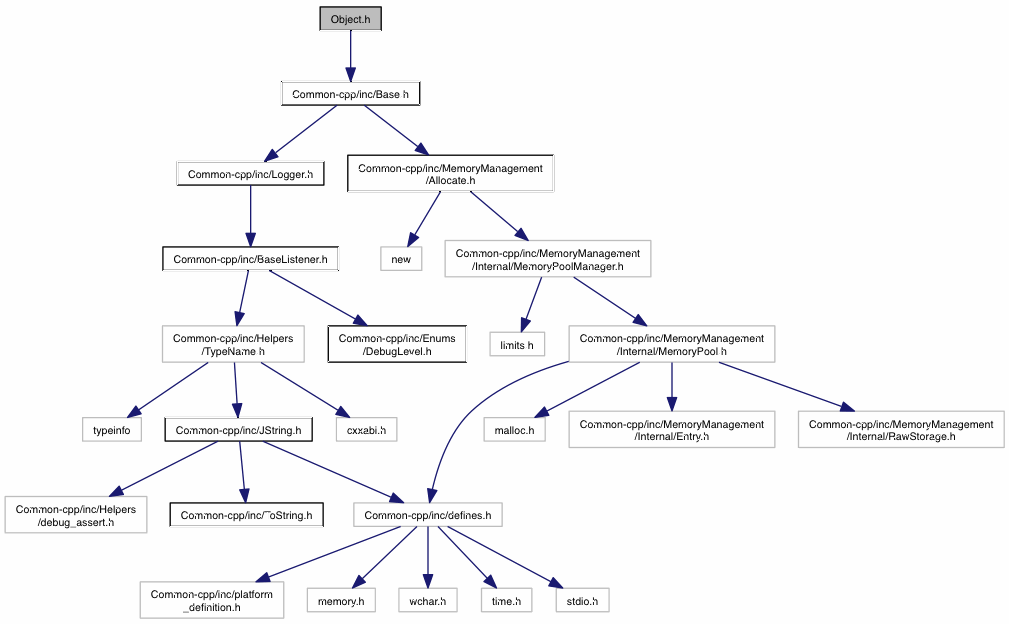 Object.h
Common-cpp/inc/Base.h
Common-cpp/inc/Logger.h
Common-cpp/inc/MemoryManagement
/Allocate.h
Common-cpp/inc/BaseListener.h
new
Common-cpp/inc/MemoryManagement
/Internal/MemoryPoolManager.h
Common-cpp/inc/Helpers
/TypeName.h
Common-cpp/inc/Enums
/DebugLevel.h
limits.h
Common-cpp/inc/MemoryManagement
/Internal/MemoryPool.h
typeinfo
Common-cpp/inc/JString.h
cxxabi.h
malloc.h
Common-cpp/inc/MemoryManagement
/Internal/Entry.h
Common-cpp/inc/MemoryManagement
/Internal/RawStorage.h
Common-cpp/inc/Helpers
/debug_assert.h
Common-cpp/inc/ToString.h
Common-cpp/inc/defines.h
Common-cpp/inc/platform
_definition.h
memory.h
wchar.h
time.h
stdio.h